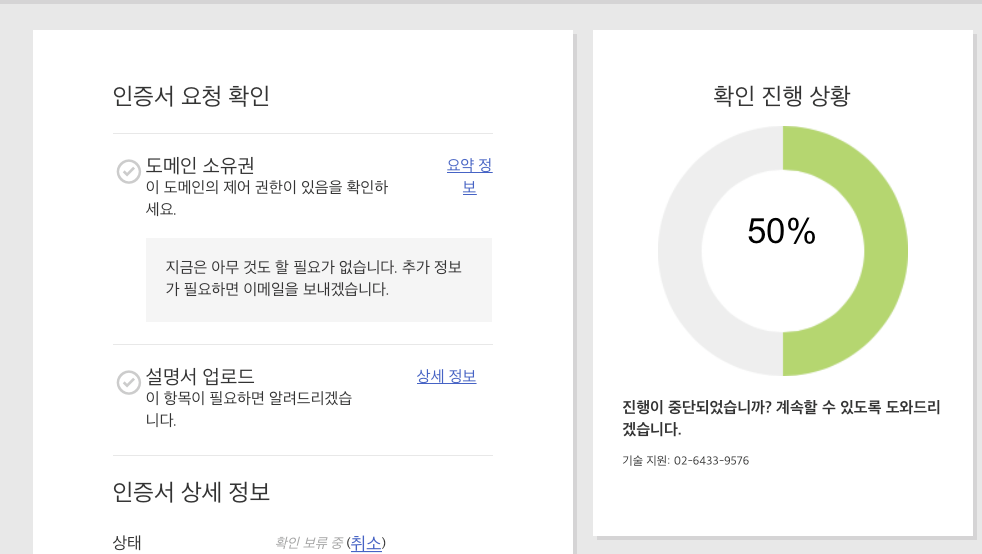 인증서 요청 확인
도메인 소유권
이 도메인의 제어 권한이 있음을 확인하
세요.
요약 정
보
지금은 아무 것도 할 필요가 없습니다. 추가 정보
가 필요하면 이메일을 보내겠습니다.
설명서 업로드
상세 정보
이 항목이 필요하면 알려드리겠습
니다.
인증서 상세 정보
상태
확인 보류 중 (취소)
확인 진행 상황
50%
진행이 중단되었습니까? 계속할 수 있도록 도와드리
겠습니다.
기술 지원: 02-6433-9576